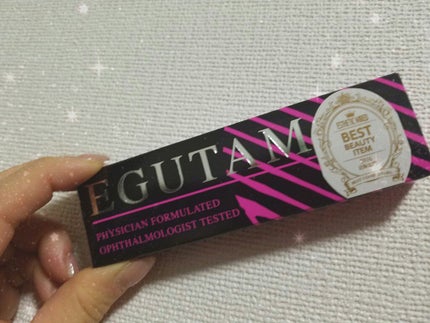 EGUTAM
PHYSICIAN FORMULATED
OPHTHALMOLOGIST TESTED
BEST
BEAUTY
ITEM